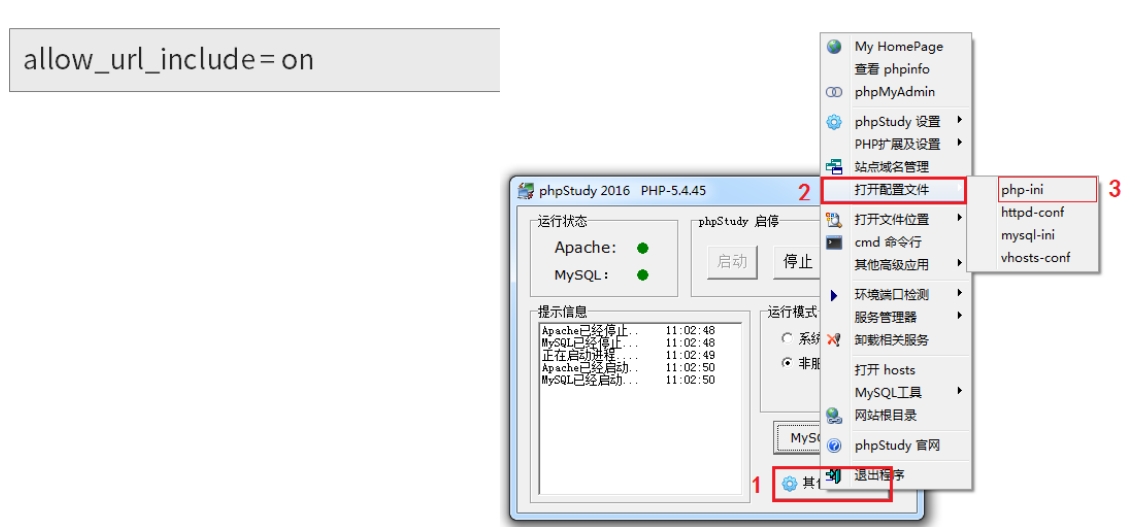 allow_url_include= on
My HomePage
查看 phpinfo
phpMyAdmin
phpStudy 设置
PHP扩展及设置
站点域名管理
2 打开配置文件
php-ini 3
httpd-conf
mysql-ini
vhosts-conf
打开文件位置
cmd 命令行
其他高级应用
环境端口检测
服务管理器
卸载相关服务
打开 hosts
MySQL工具
网站根目录
phpStudy 官网
退出程序
phpStudy 2016 PHP-5.4.45
运行状态
Apache:
MySQL:
phpStudy 启停
启动 停止
提示信息
Apache已经停止.. 11:02:48
MySQL已经停止... 11:02:48
正在启动进程.... 11:02:49
Apache已经启动.. 11:02:50
MySQL已经启动... 11:02:50
运行模式
系统
非服
MyS
1 其